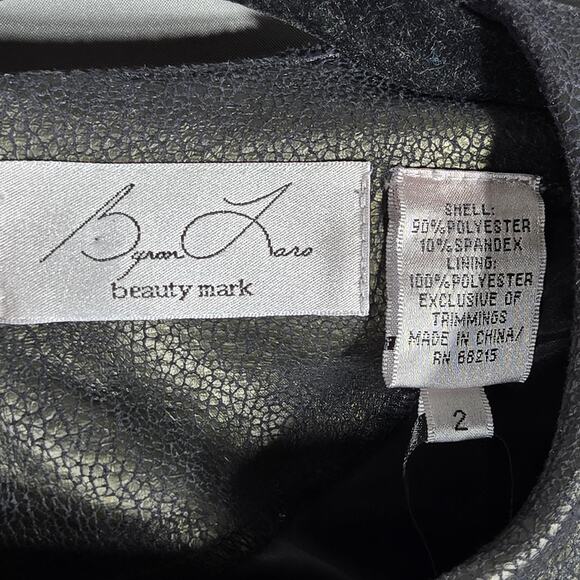 Byron Lars
beauty mark
SHELL:
90%POLYESTER
10%SPANDEX
LINING:
100%POLYESTER
EXCLUSIVE OF
TRIMMINGS
MADE IN CHINA/
RN 68215
2